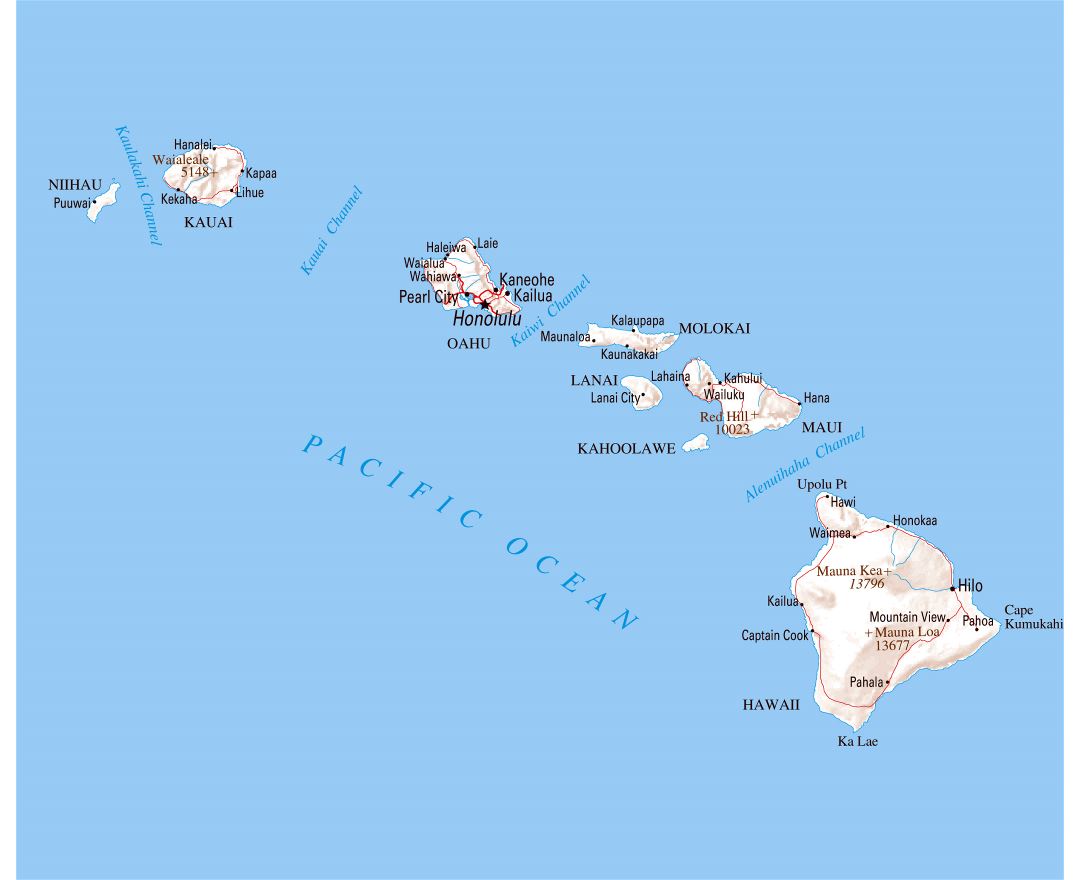 Kaulakahi Channel
Hanalei
Waialeale
5148
Kapaa
NIIHAU
Puuwai
Kekaha
Lihue
KAUAI
Kauai Channel
Haleiwa
Laie
Waialua
Wahiawa
Kaneohe
Pearl City
Kailua
Honolulu
OAHU
Kaiwi Channel
Kalaupapa
MOLOKAI
Maunaloa
Kaunakakai
LANAI
Lanai City
Lahaina
Kahului
Wailuku
Hana
Red Hill
10023
MAUI
KAHOOLAWE
Alenuihaha Channel
PACIFIC OCEAN
Upolu Pt
Hawi
Honokaa
Waimea
Mauna Kea
13796
Hilo
Kailua
Cape
Kumukahi
Mountain View
Pahoa
Captain Cook
Mauna Loa
13677
Pahala
HAWAII
Ka Lae